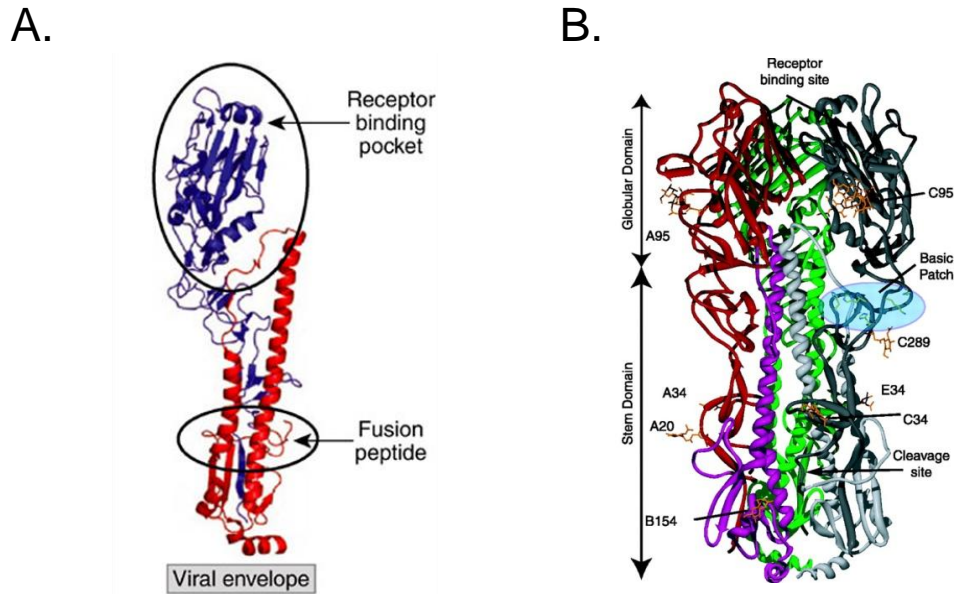 A.
Receptor
binding
pocket
Fusion
peptide
Viral envelope
B.
Receptor
binding site
Globular Domain
Stem Domain
C95
A95
Basic
Patch
C289
A34
E34
C34
A20
Cleavage
site
B154